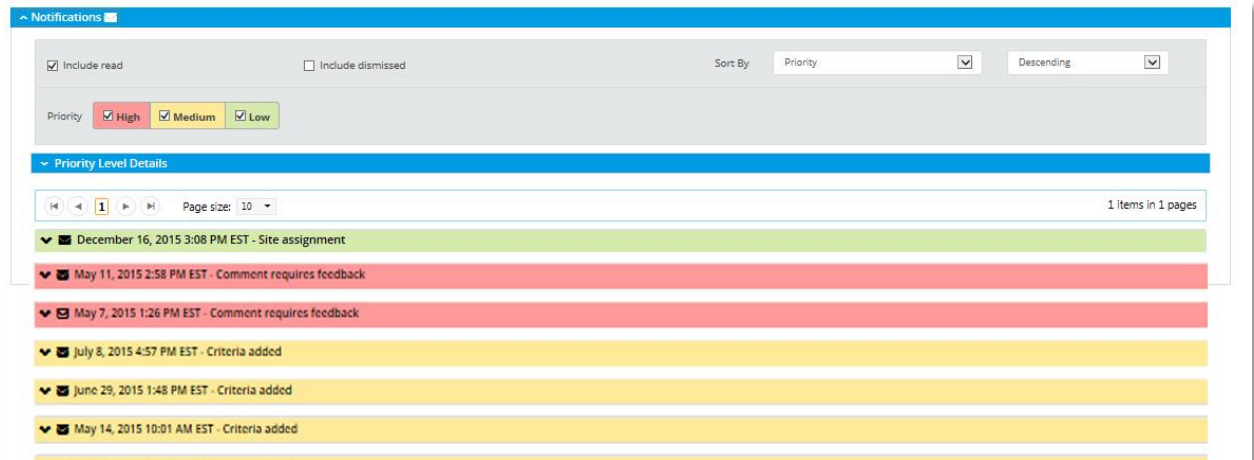 Notifications
Include read Include dismissed Sort By Priority Descending
Priority High Medium Low
Priority Level Details
1 Page size: 10 1 items in 1 pages
December 16, 2015 3:08 PM EST - Site assignment
May 11, 2015 2:58 PM EST - Comment requires feedback
May 7, 2015 1:26 PM EST - Comment requires feedback
July 8, 2015 4:57 PM EST - Criteria added
June 29, 2015 1:48 PM EST - Criteria added
May 14, 2015 10:01 AM EST - Criteria added